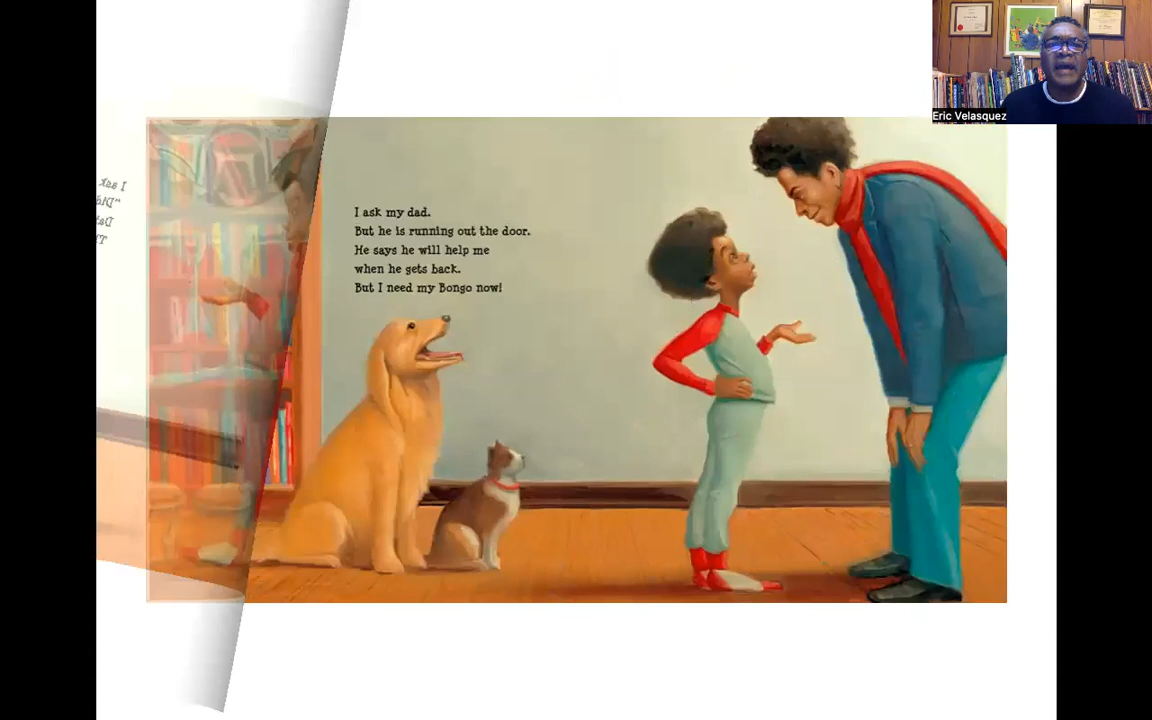 Eric Velasquez
I ask my dad.
But he is running out the door.
He says he will help me
when he gets back.
But I need my Bongo now!